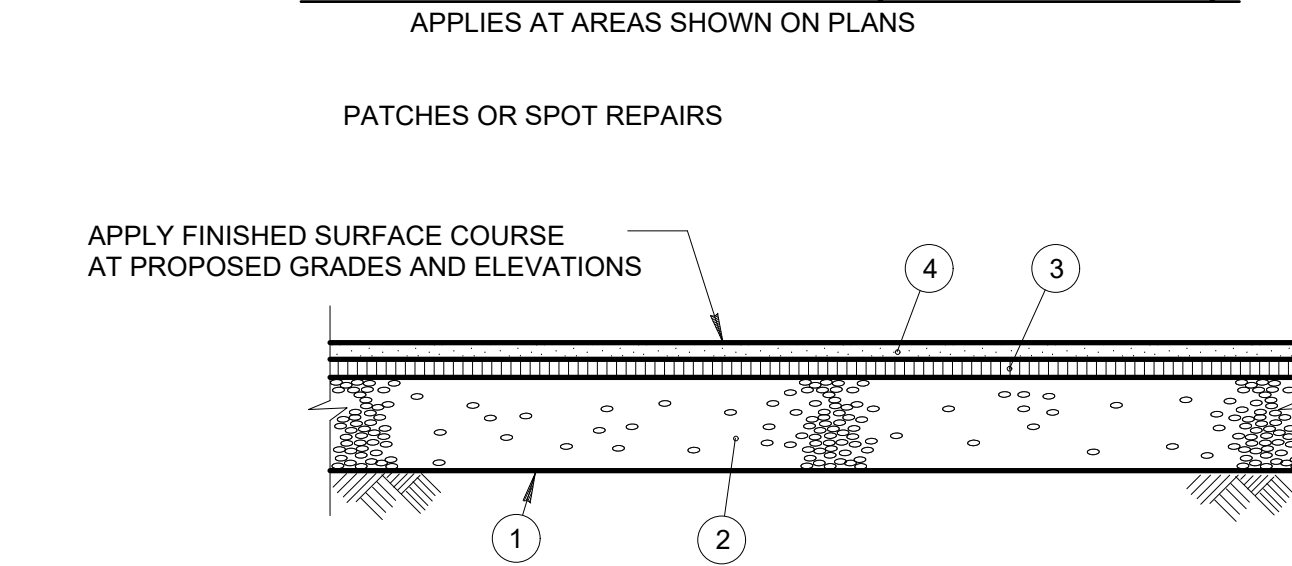 APPLIES AT AREAS SHOWN ON PLANS
PATCHES OR SPOT REPAIRS
APPLY FINISHED SURFACE COURSE
AT PROPOSED GRADES AND ELEVATIONS
4
3
1
2